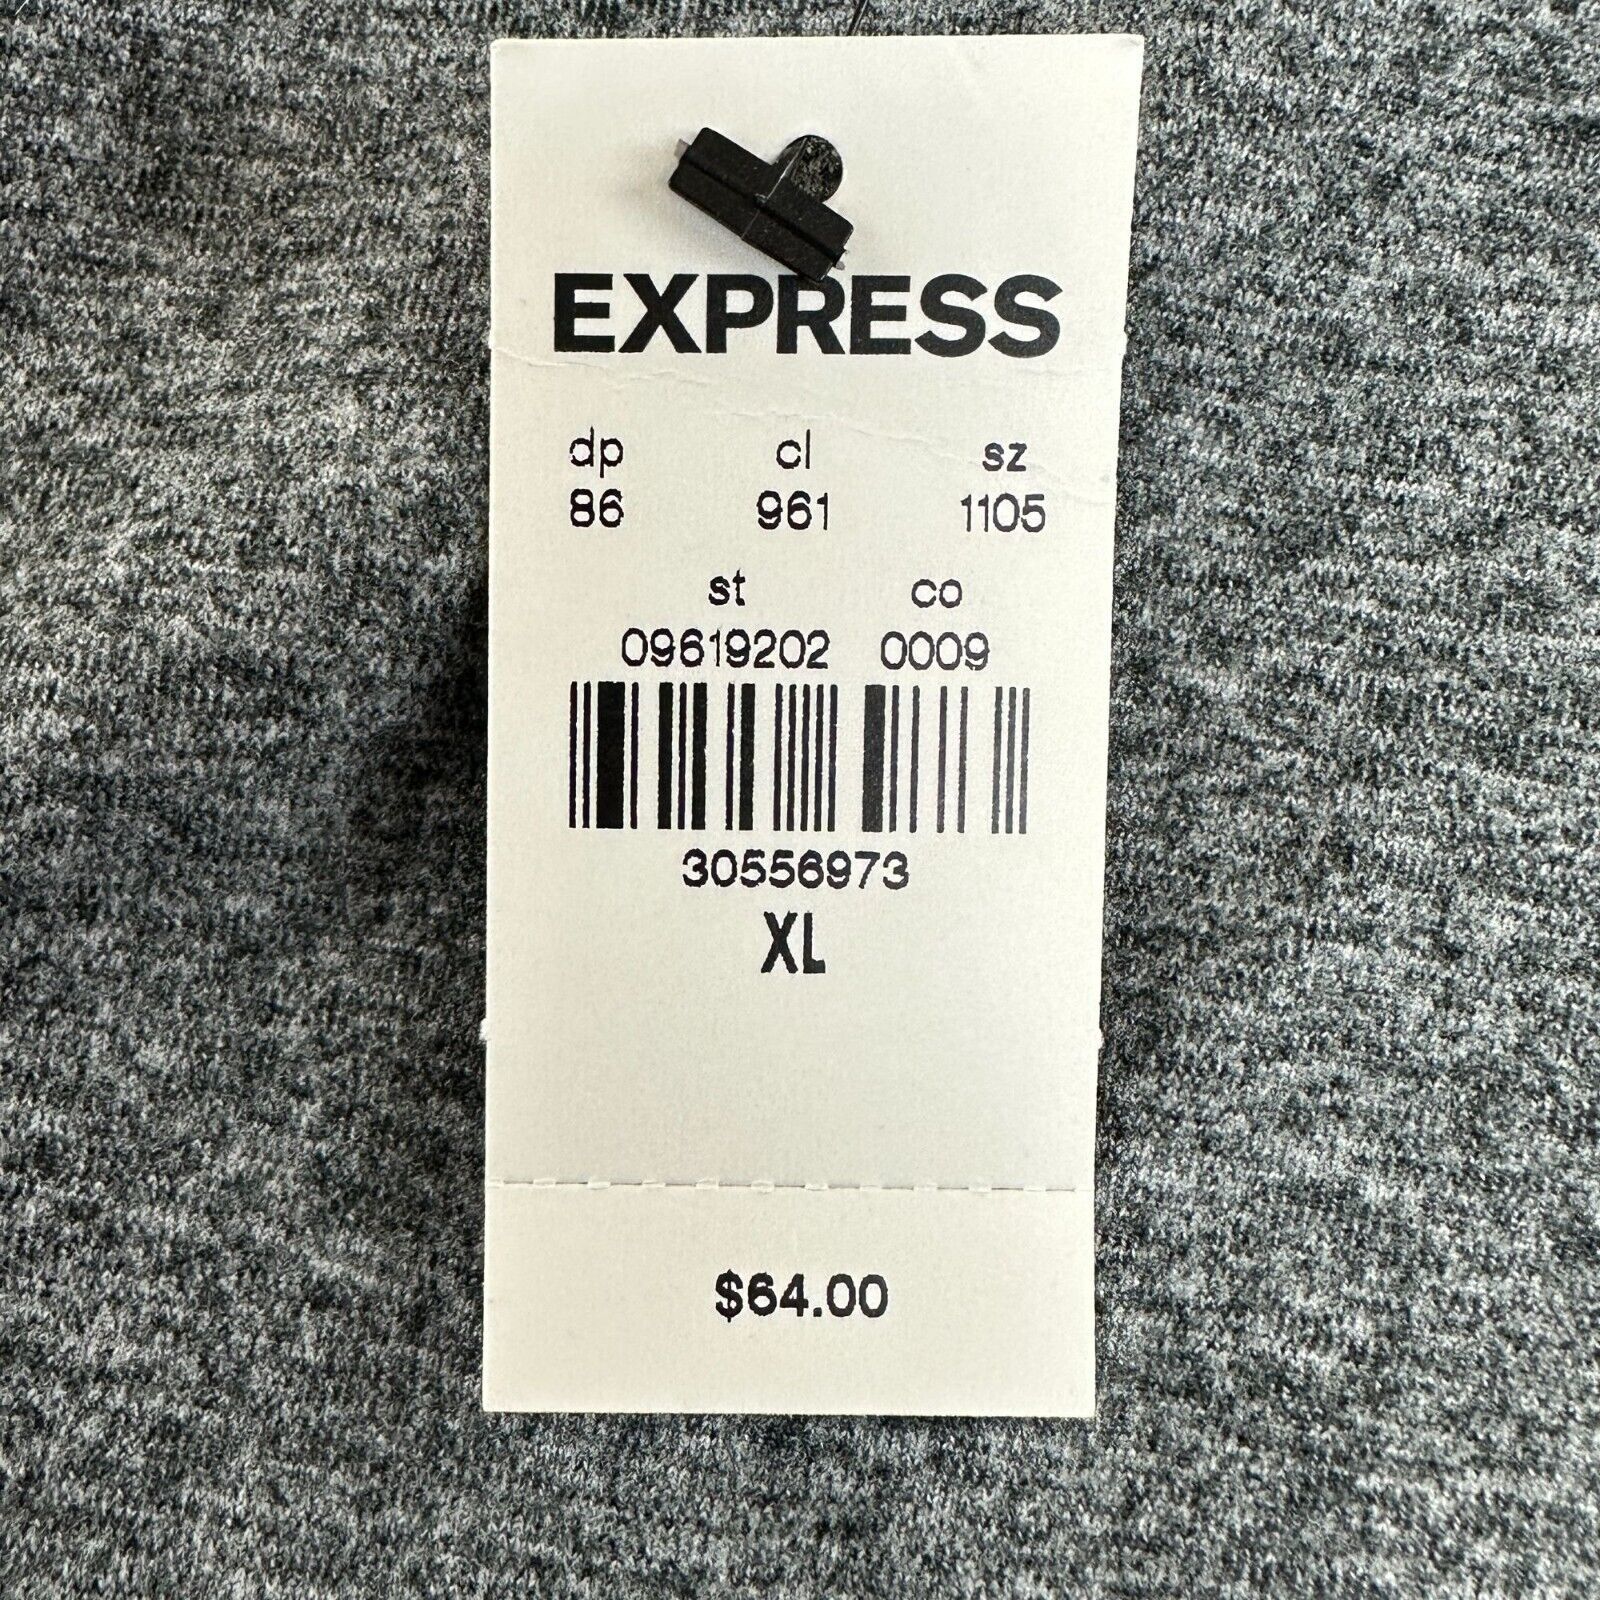 EXPRESS
dp cl sz
86 961 1105
st co
09619202 0009
30556973
XL
$64.00